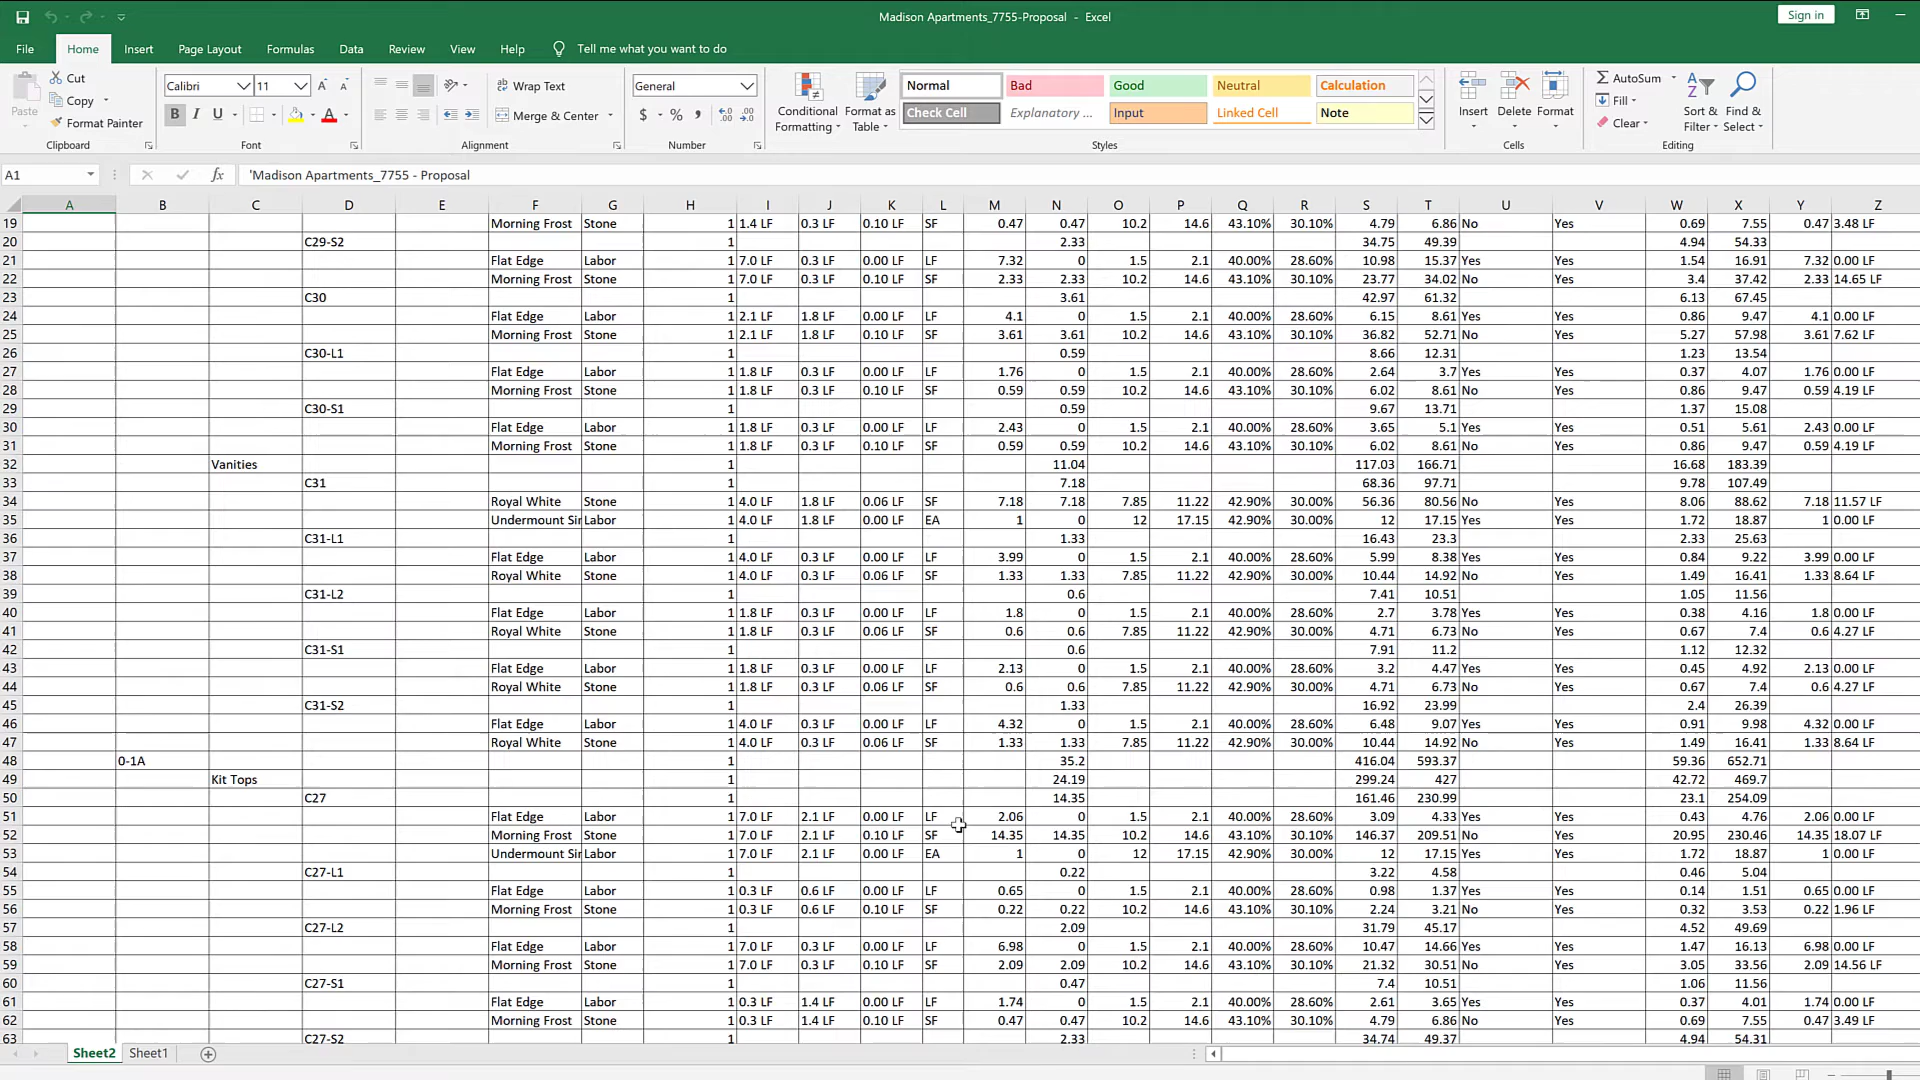 Madison Apartments_7755-Proposal - Excel
Sign in
File Home Insert Page Layout Formulas Data Review View Help Tell me what you want to do
Paste Cut Copy Format Painter Clipboard
Calibri 11 B I U A Font
Wrap Text Merge & Center Alignment
General $ % , Number
Conditional Formatting Format as Table
Normal Bad Good Neutral Calculation
Check Cell Explanatory ... Input Linked Cell Note
Styles
Insert Delete Format Cells
AutoSum Fill Clear Sort & Filter Find & Select Editing
A1 fx 'Madison Apartments_7755 - Proposal
A B C D E F G H I J K L M N O P Q R S T U V W X Y Z
19 Morning Frost Stone 1 1.4 LF 0.3 LF 0.10 LF SF 0.47 0.47 10.2 14.6 43.10% 30.10% 4.79 6.86 No Yes 0.69 7.55 0.47 3.48 LF
20 C29-S2 1 2.33 34.75 49.39 4.94 54.33
21 Flat Edge Labor 1 7.0 LF 0.3 LF 0.00 LF LF 7.32 0 1.5 2.1 40.00% 28.60% 10.98 15.37 Yes Yes 1.54 16.91 7.32 0.00 LF
22 Morning Frost Stone 1 7.0 LF 0.3 LF 0.10 LF SF 2.33 2.33 10.2 14.6 43.10% 30.10% 23.77 34.02 No Yes 3.4 37.42 2.33 14.65 LF
23 C30 1 3.61 42.97 61.32 6.13 67.45
24 Flat Edge Labor 1 2.1 LF 1.8 LF 0.00 LF LF 4.1 0 1.5 2.1 40.00% 28.60% 6.15 8.61 Yes Yes 0.86 9.47 4.1 0.00 LF
25 Morning Frost Stone 1 2.1 LF 1.8 LF 0.10 LF SF 3.61 3.61 10.2 14.6 43.10% 30.10% 36.82 52.71 No Yes 5.27 57.98 3.61 7.62 LF
26 C30-L1 1 0.59 8.66 12.31 1.23 13.54
27 Flat Edge Labor 1 1.8 LF 0.3 LF 0.00 LF LF 1.76 0 1.5 2.1 40.00% 28.60% 2.64 3.7 Yes Yes 0.37 4.07 1.76 0.00 LF
28 Morning Frost Stone 1 1.8 LF 0.3 LF 0.10 LF SF 0.59 0.59 10.2 14.6 43.10% 30.10% 6.02 8.61 No Yes 0.86 9.47 0.59 4.19 LF
29 C30-S1 1 0.59 9.67 13.71 1.37 15.08
30 Flat Edge Labor 1 1.8 LF 0.3 LF 0.00 LF LF 2.43 0 1.5 2.1 40.00% 28.60% 3.65 5.1 Yes Yes 0.51 5.61 2.43 0.00 LF
31 Morning Frost Stone 1 1.8 LF 0.3 LF 0.10 LF SF 0.59 0.59 10.2 14.6 43.10% 30.10% 6.02 8.61 No Yes 0.86 9.47 0.59 4.19 LF
32 Vanities 1 11.04 117.03 166.71 16.68 183.39
33 C31 1 7.18 68.36 97.71 9.78 107.49
34 Royal White Stone 1 4.0 LF 1.8 LF 0.06 LF SF 7.18 7.18 7.85 11.22 42.90% 30.00% 56.36 80.56 No Yes 8.06 88.62 7.18 11.57 LF
35 Undermount Sin Labor 1 4.0 LF 1.8 LF 0.00 LF EA 1 0 12 17.15 42.90% 30.00% 12 17.15 Yes Yes 1.72 18.87 1 0.00 LF
36 C31-L1 1 1.33 16.43 23.3 2.33 25.63
37 Flat Edge Labor 1 4.0 LF 0.3 LF 0.00 LF LF 3.99 0 1.5 2.1 40.00% 28.60% 5.99 8.38 Yes Yes 0.84 9.22 3.99 0.00 LF
38 Royal White Stone 1 4.0 LF 0.3 LF 0.06 LF SF 1.33 1.33 7.85 11.22 42.90% 30.00% 10.44 14.92 No Yes 1.49 16.41 1.33 8.64 LF
39 C31-L2 1 0.6 7.41 10.51 1.05 11.56
40 Flat Edge Labor 1 1.8 LF 0.3 LF 0.00 LF LF 1.8 0 1.5 2.1 40.00% 28.60% 2.7 3.78 Yes Yes 0.38 4.16 1.8 0.00 LF
41 Royal White Stone 1 1.8 LF 0.3 LF 0.06 LF SF 0.6 0.6 7.85 11.22 42.90% 30.00% 4.71 6.73 No Yes 0.67 7.4 0.6 4.27 LF
42 C31-S1 1 0.6 7.91 11.2 1.12 12.32
43 Flat Edge Labor 1 1.8 LF 0.3 LF 0.00 LF LF 2.13 0 1.5 2.1 40.00% 28.60% 3.2 4.47 Yes Yes 0.45 4.92 2.13 0.00 LF
44 Royal White Stone 1 1.8 LF 0.3 LF 0.06 LF SF 0.6 0.6 7.85 11.22 42.90% 30.00% 4.71 6.73 No Yes 0.67 7.4 0.6 4.27 LF
45 C31-S2 1 1.33 16.92 23.99 2.4 26.39
46 Flat Edge Labor 1 4.0 LF 0.3 LF 0.00 LF LF 4.32 0 1.5 2.1 40.00% 28.60% 6.48 9.07 Yes Yes 0.91 9.98 4.32 0.00 LF
47 Royal White Stone 1 4.0 LF 0.3 LF 0.06 LF SF 1.33 1.33 7.85 11.22 42.90% 30.00% 10.44 14.92 No Yes 1.49 16.41 1.33 8.64 LF
48 0-1A 1 35.2 416.04 593.37 59.36 652.71
49 Kit Tops 1 24.19 299.24 427 42.72 469.7
50 C27 1 14.35 161.46 230.99 23.1 254.09
51 Flat Edge Labor 1 7.0 LF 2.1 LF 0.00 LF LF 2.06 0 1.5 2.1 40.00% 28.60% 3.09 4.33 Yes Yes 0.43 4.76 2.06 0.00 LF
52 Morning Frost Stone 1 7.0 LF 2.1 LF 0.10 LF SF 14.35 14.35 10.2 14.6 43.10% 30.10% 146.37 209.51 No Yes 20.95 230.46 14.35 18.07 LF
53 Undermount Sin Labor 1 7.0 LF 2.1 LF 0.00 LF EA 1 0 12 17.15 42.90% 30.00% 12 17.15 Yes Yes 1.72 18.87 1 0.00 LF
54 C27-L1 1 0.22 3.22 4.58 0.46 5.04
55 Flat Edge Labor 1 0.3 LF 0.6 LF 0.00 LF LF 0.65 0 1.5 2.1 40.00% 28.60% 0.98 1.37 Yes Yes 0.14 1.51 0.65 0.00 LF
56 Morning Frost Stone 1 0.3 LF 0.6 LF 0.10 LF SF 0.22 0.22 10.2 14.6 43.10% 30.10% 2.24 3.21 No Yes 0.32 3.53 0.22 1.96 LF
57 C27-L2 1 2.09 31.79 45.17 4.52 49.69
58 Flat Edge Labor 1 7.0 LF 0.3 LF 0.00 LF LF 6.98 0 1.5 2.1 40.00% 28.60% 10.47 14.66 Yes Yes 1.47 16.13 6.98 0.00 LF
59 Morning Frost Stone 1 7.0 LF 0.3 LF 0.10 LF SF 2.09 2.09 10.2 14.6 43.10% 30.10% 21.32 30.51 No Yes 3.05 33.56 2.09 14.56 LF
60 C27-S1 1 0.47 7.4 10.51 1.06 11.56
61 Flat Edge Labor 1 0.3 LF 1.4 LF 0.00 LF LF 1.74 0 1.5 2.1 40.00% 28.60% 2.61 3.65 Yes Yes 0.37 4.01 1.74 0.00 LF
62 Morning Frost Stone 1 0.3 LF 1.4 LF 0.10 LF SF 0.47 0.47 10.2 14.6 43.10% 30.10% 4.79 6.86 No Yes 0.69 7.55 0.47 3.49 LF
63 C27-S2 1 2.33 34.74 49.37 4.94 54.31
Sheet2 Sheet1